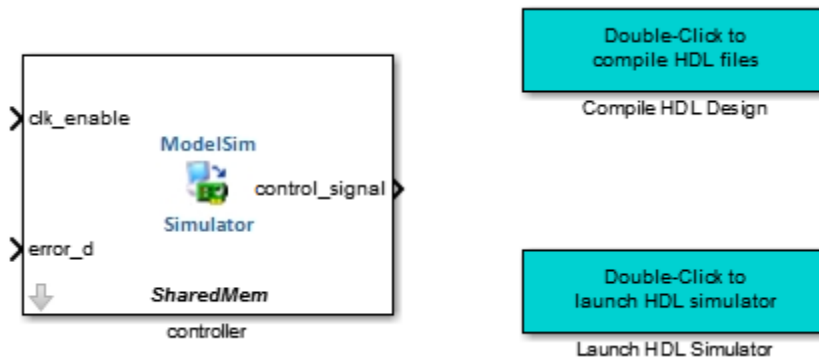 clk_enable
ModelSim
control_signal
Simulator
error_d
SharedMem
controller
Double-Click to
compile HDL files
Compile HDL Design
Double-Click to
launch HDL simulator
Launch HDL Simulator